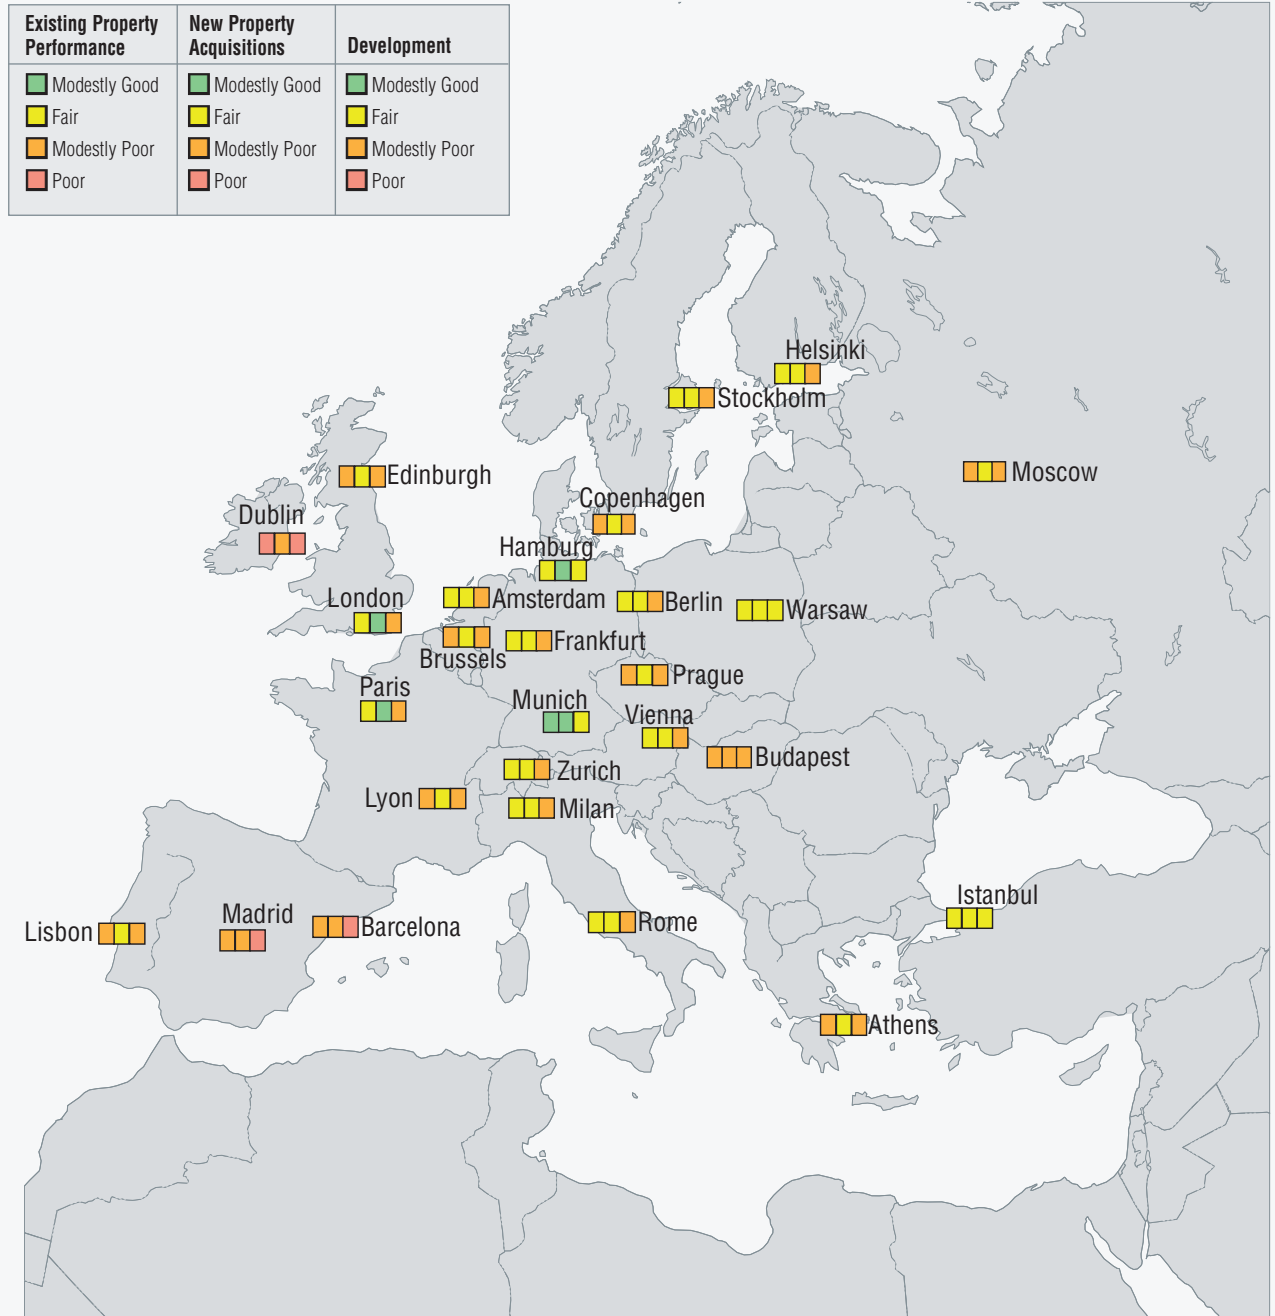 Existing Property
Performance
New Property
Acquisitions
Development
Modestly Good
Modestly Good
Modestly Good
Fair
Fair
Fair
Modestly Poor
Modestly Poor
Modestly Poor
Poor
Poor
Poor
Helsinki
Stockholm
Moscow
Edinburgh
Copenhagen
Dublin
Hamburg
London
Amsterdam
Berlin
Warsaw
Frankfurt
Brussels
Prague
Paris
Munich
Vienna
Budapest
Zurich
Lyon
Milan
Istanbul
Lisbon
Madrid
Barcelona
Rome
Athens